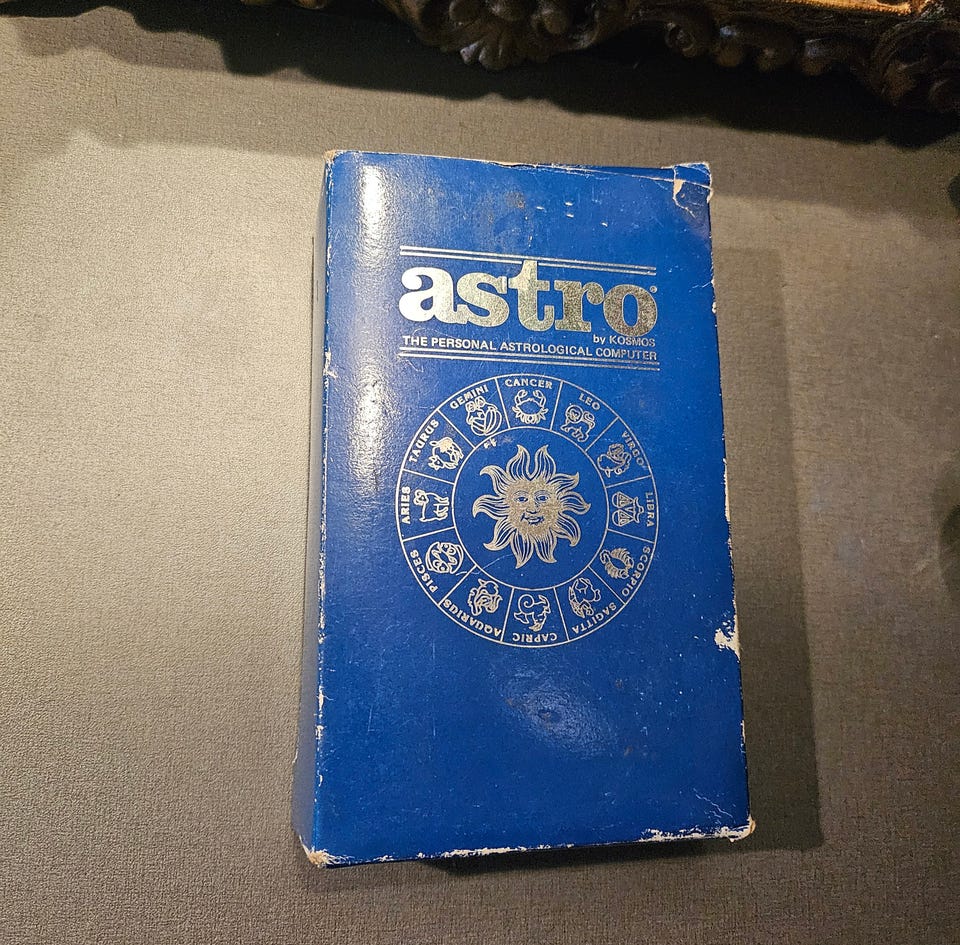 astro®
by KOSMOS
THE PERSONAL ASTROLOGICAL COMPUTER
CANCER
LEO
VIRGO
LIBRA
SCORPIO
SAGITTA
CAPRIC
AQUARIUS
PISCES
ARIES
TAURUS
GEMINI